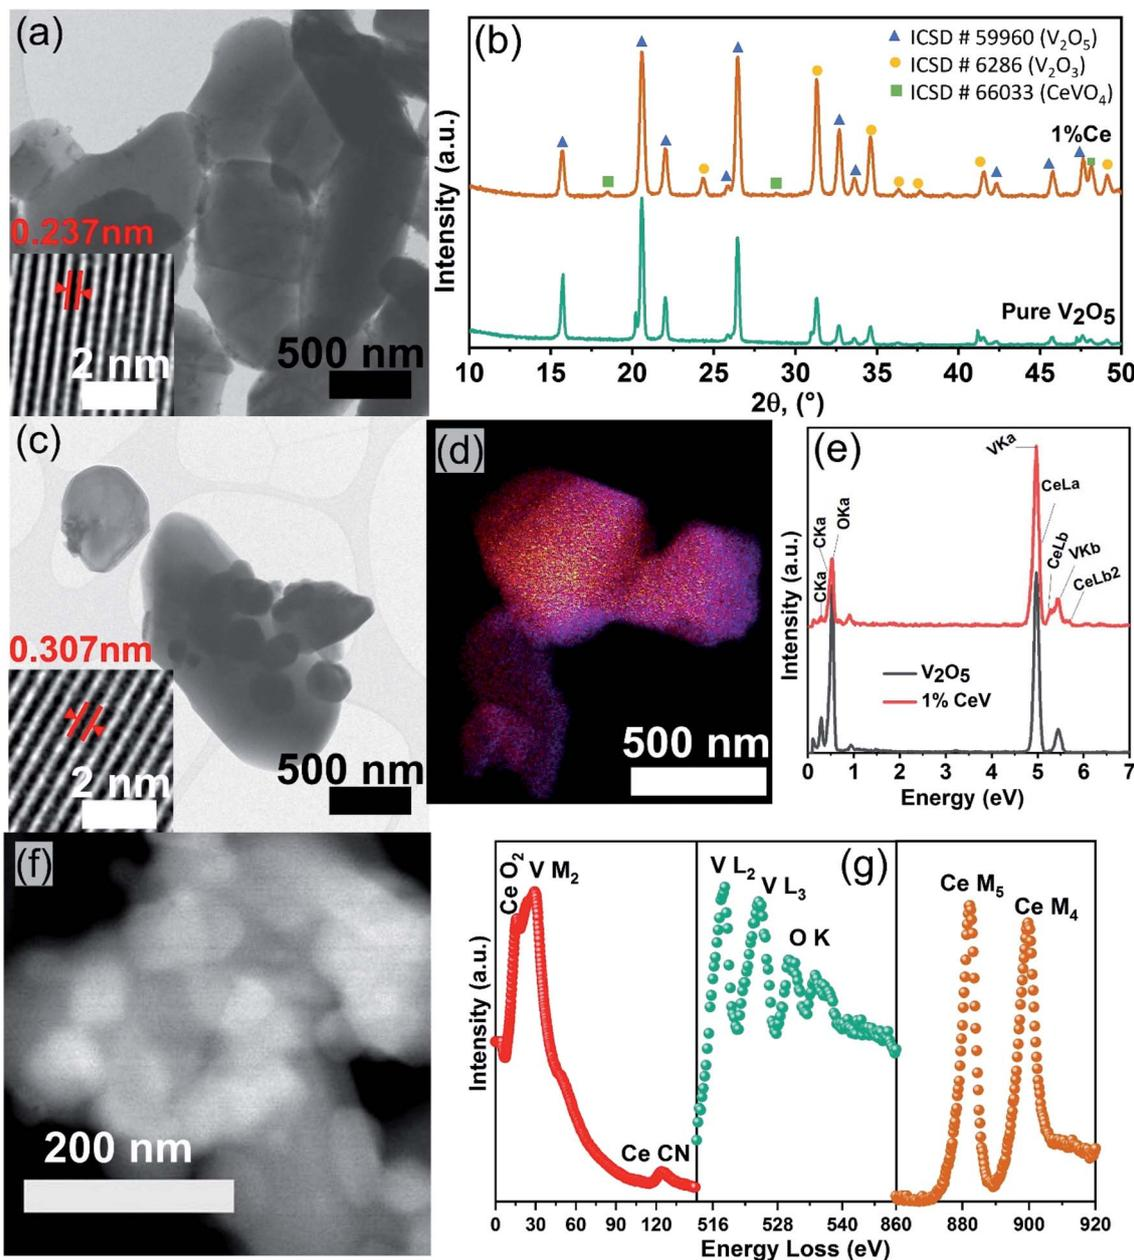 (a)
0.237nm
2 nm
500 nm
(b)
ICSD # 59960 (V₂O₅)
ICSD # 6286 (V₂O₃)
ICSD # 66033 (CeVO₄)
1%Ce
Pure V₂O₅
Intensity (a.u.)
10 15 20 25 30 35 40 45 50
2θ, (°)
(c)
0.307nm
2 nm
500 nm
(d)
500 nm
(e)
VKa
CeLa
CKa
OKa
CKa
CeLb
VKb
CeLb2
V₂O₅
1% CeV
Intensity (a.u.)
0 1 2 3 4 5 6 7
Energy (eV)
(f)
200 nm
(g)
Ce O²
V M₂
Ce CN
V L₂
V L₃
O K
Ce M₅
Ce M₄
Intensity (a.u.)
0 30 60 90 120 516 528 540 860 880 900 920
Energy Loss (eV)